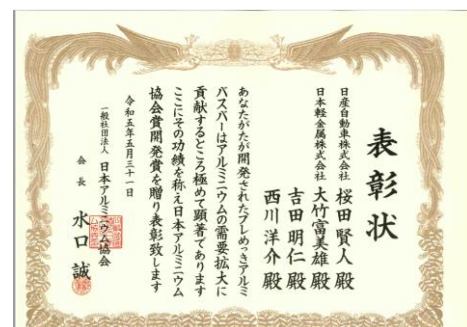 表彰状
日産自動車株式会社 桜田賢人殿
日本軽金属株式会社 大竹富美雄殿
吉田明仁殿
西川洋介殿
あなたがたが開発されたプレめっきアルミ
バスバーはアルミニウムの需要拡大に
貢献するところ極めて顕著であります
ここにその功績を称え日本アルミニウム
協会賞開発賞を贈り表彰致します
令和五年五月三十一日
一般社団法人 日本アルミニウム協会
会長 水口誠